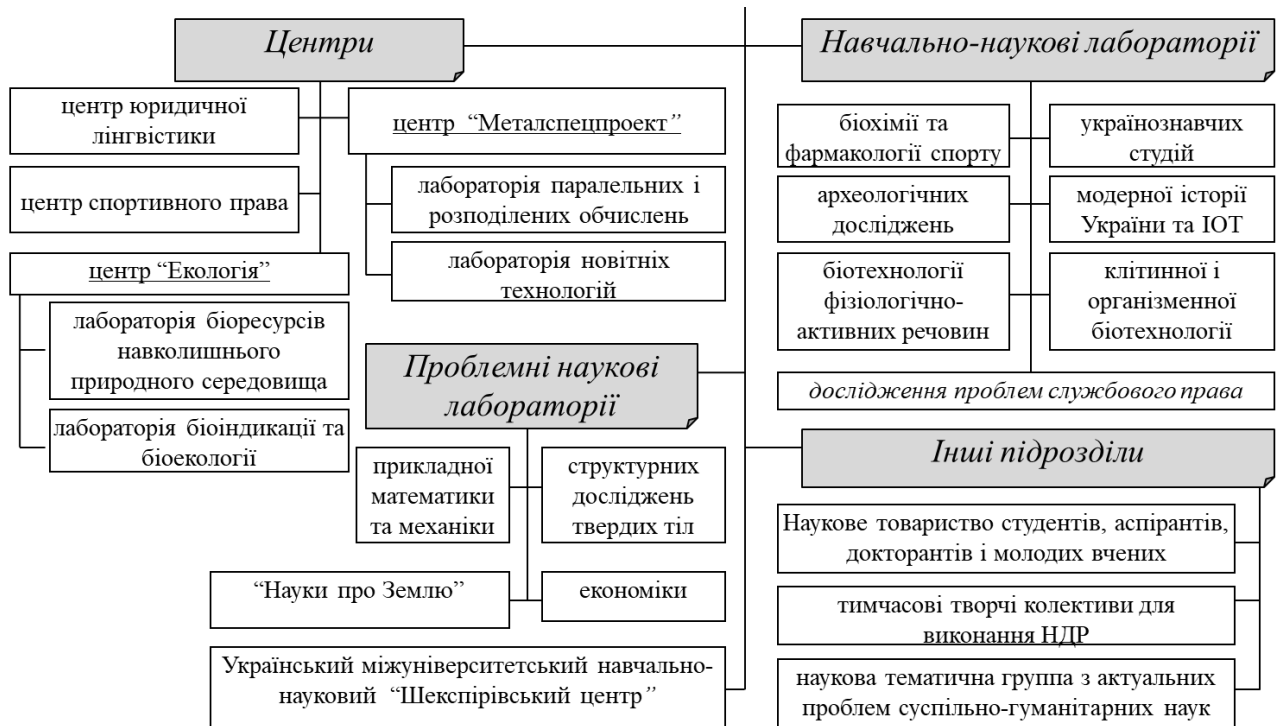 Центри
центр юридичної
лінгвістики
центр спортивного права
центр “Екологія”
лабораторія біоресурсів
навколишнього
природного середовища
лабораторія біоіндикації та
біоекології
центр “Металспецпроект”
лабораторія паралельних і
розподілених обчислень
лабораторія новітніх
технологій
Проблемні наукові
лабораторії
прикладної
математики
та механіки
структурних
досліджень
твердих тіл
“Науки про Землю”
економіки
Український міжуніверситетський навчально-
науковий “Шекспірівський центр”
Навчально-наукові лабораторії
біохімії та
фармакології спорту
українознавчих
студій
археологічних
досліджень
модерної історії
України та ІОТ
біотехнології
фізіологічно-
активних речовин
клітинної і
організменної
біотехнології
дослідження проблем службового права
Інші підрозділи
Наукове товариство студентів, аспірантів,
докторантів і молодих вчених
тимчасові творчі колективи для
виконання НДР
наукова тематична группа з актуальних
проблем суспільно-гуманітарних наук